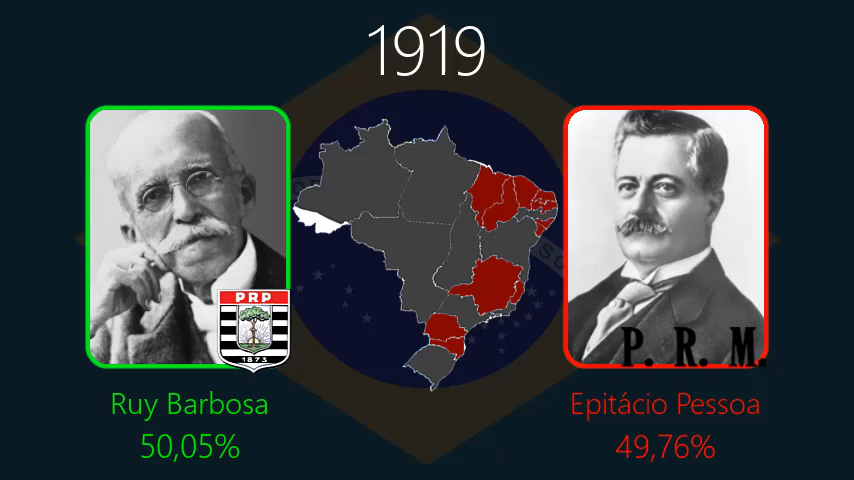 1919
PRP
1873
P. R. M.
Ruy Barbosa
Epitácio Pessoa
50,05%
49,76%